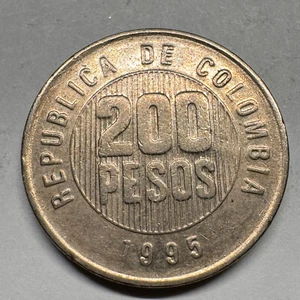 REPUBLICA DE COLOMBIA
200
PESOS
1995